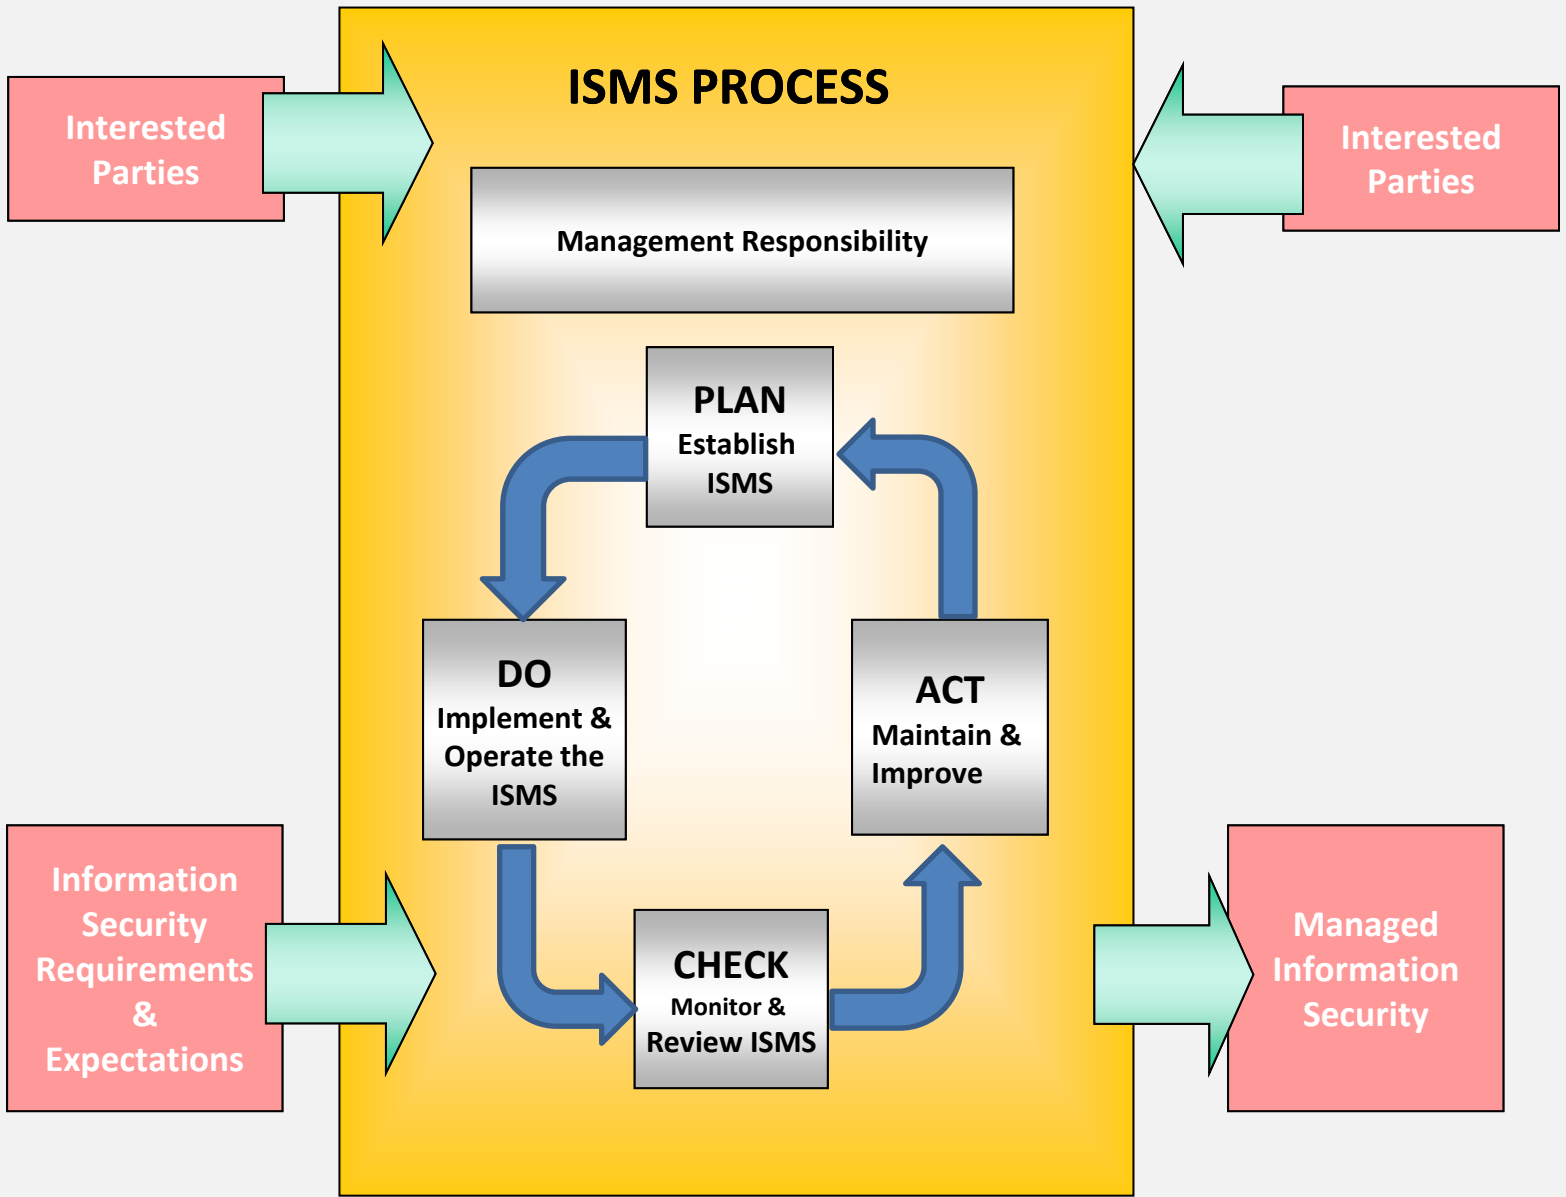 ISMS PROCESS
Interested
Parties
Interested
Parties
Management Responsibility
PLAN
Establish
ISMS
DO
Implement &
Operate the
ISMS
ACT
Maintain &
Improve
CHECK
Monitor &
Review ISMS
Information
Security
Requirements
&
Expectations
Managed
Information
Security